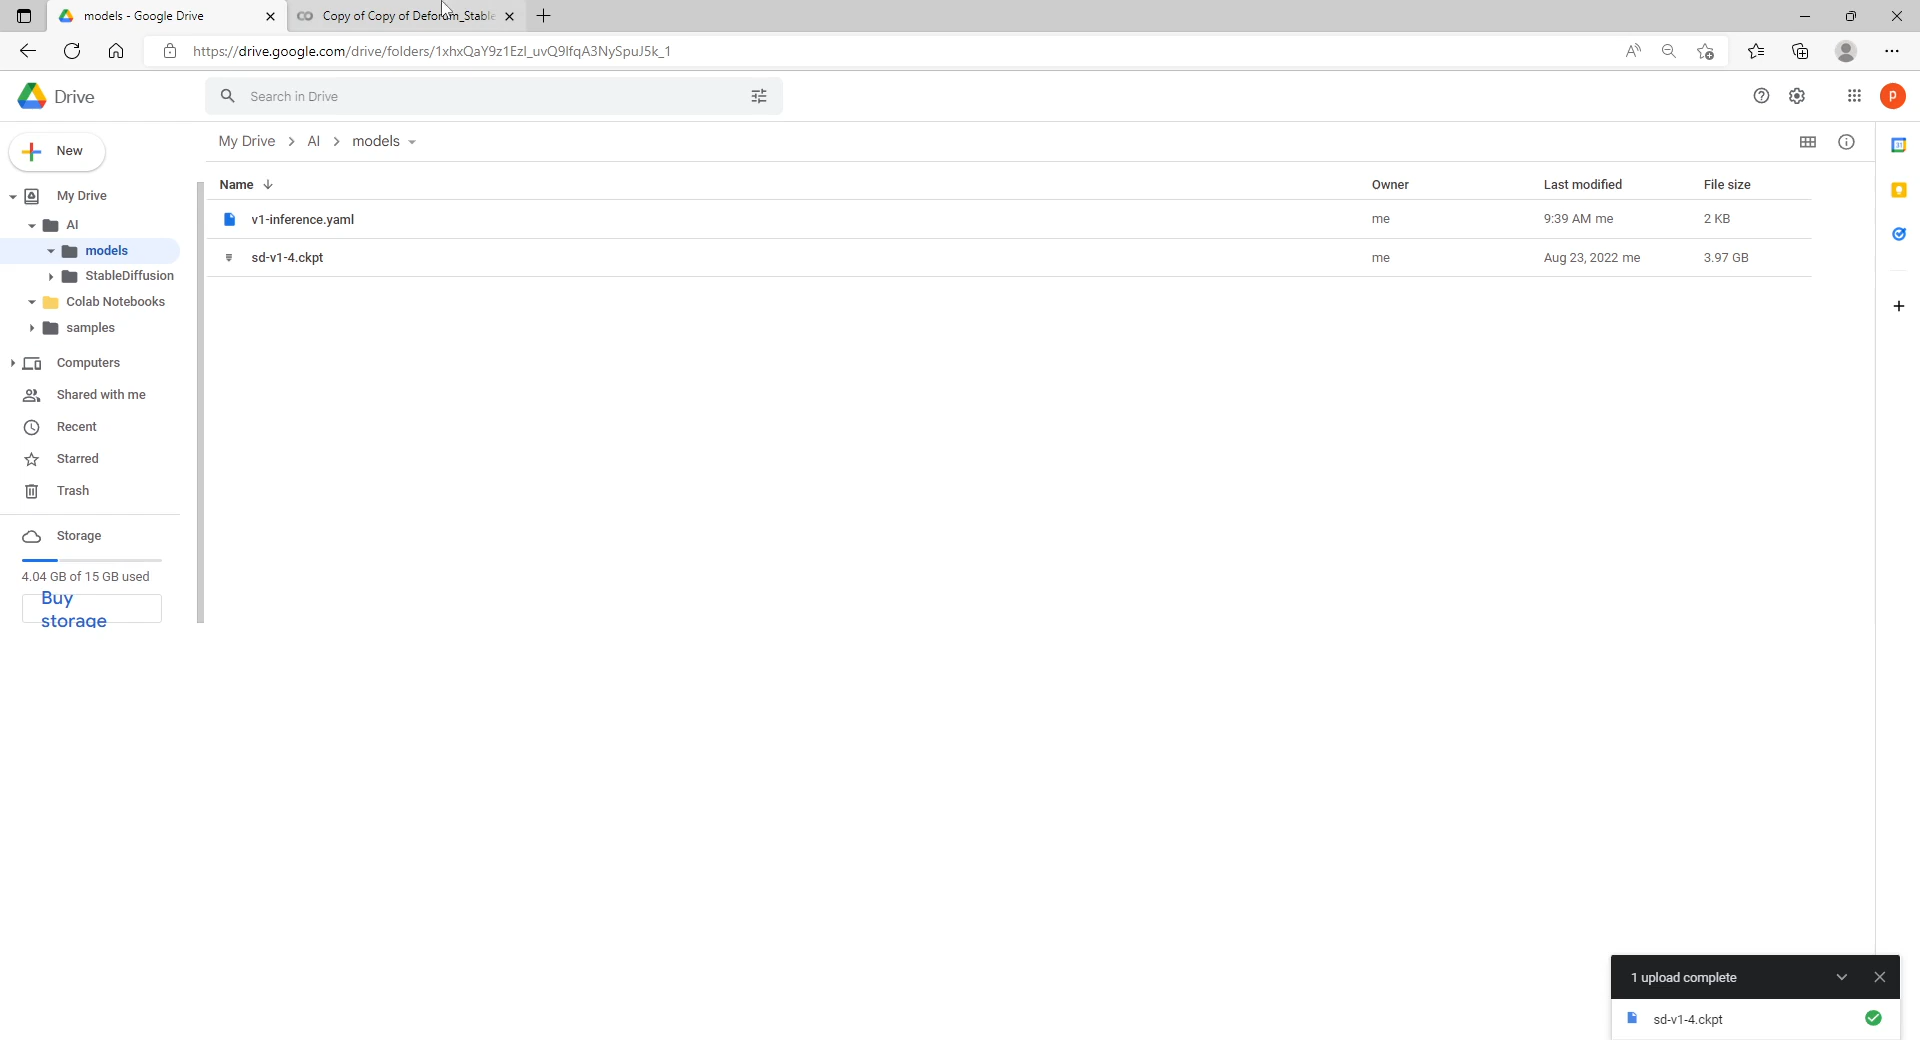 models - Google Drive
Copy of Copy of Deforum_Stable
https://drive.google.com/drive/folders/1xhxQaY9z1EzI_uvQ9IfqA3NySpuJ5k_1
Drive
Search in Drive
P
New
My Drive > AI > models
My Drive
AI
models
StableDiffusion
Colab Notebooks
samples
Computers
Shared with me
Recent
Starred
Trash
Storage
4.04 GB of 15 GB used
Buy
storage
Name Owner Last modified File size
v1-inference.yaml me 9:39 AM me 2 KB
sd-v1-4.ckpt me Aug 23, 2022 me 3.97 GB
31
1 upload complete
sd-v1-4.ckpt